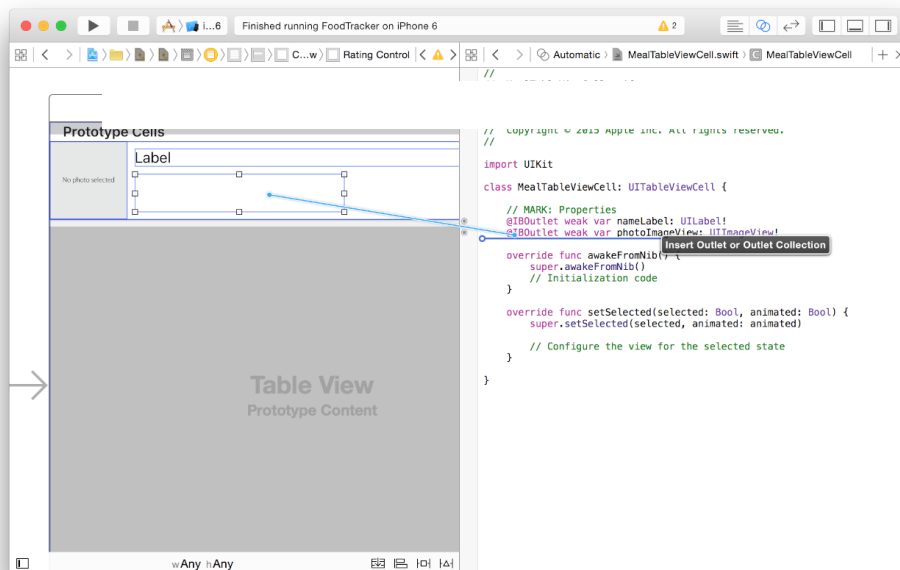 i...6
Finished running FoodTracker on iPhone 6
2
C...w
Rating Control
Automatic
MealTableViewCell.swift
MealTableViewCell
//
Prototype Cells
No photo selected
Label
// Copyright © 2015 Apple Inc. All rights reserved.
//
import UIKit
class MealTableViewCell: UITableViewCell {
// MARK: Properties
@IBOutlet weak var nameLabel: UILabel!
@IBOutlet weak var photoImageView: UIImageView!
Insert Outlet or Outlet Collection
override func awakeFromNib() {
super.awakeFromNib()
// Initialization code
}
override func setSelected(selected: Bool, animated: Bool) {
super.setSelected(selected, animated: animated)
// Configure the view for the selected state
}
}
Table View
Prototype Content
wAny hAny